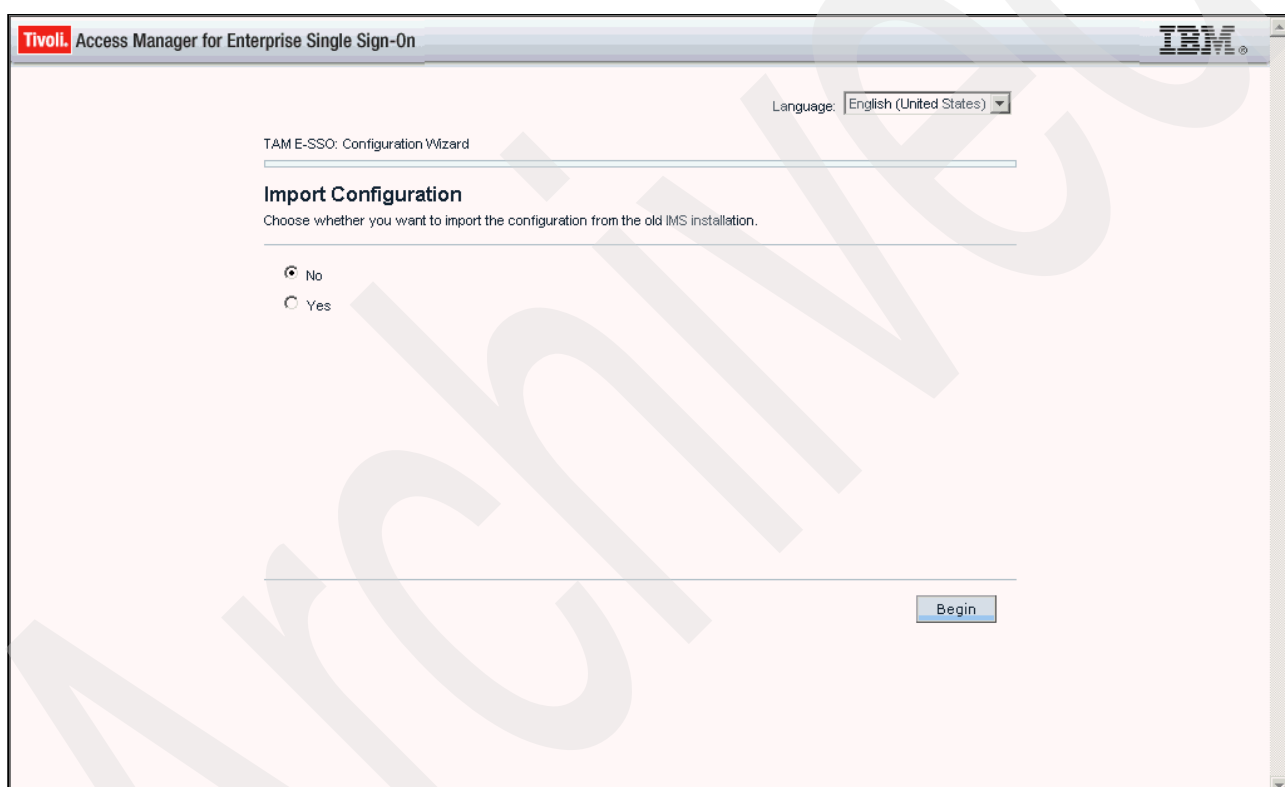 Tivoli. Access Manager for Enterprise Single Sign-On
IBM®
Language: English (United States)
TAM E-SSO: Configuration Wizard
Import Configuration
Choose whether you want to import the configuration from the old IMS installation.
No
Yes
Begin
Archived